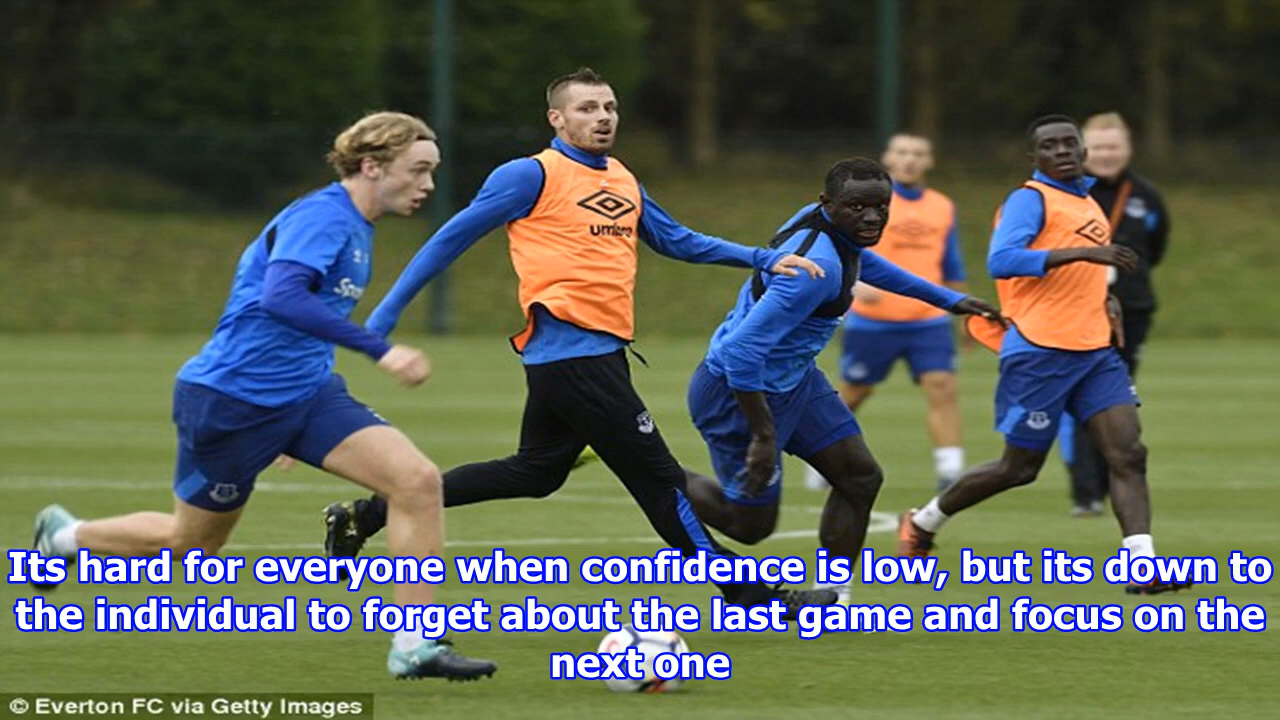 umbro
Its hard for everyone when confidence is low, but its down to
the individual to forget about the last game and focus on the
next one
© Everton FC via Getty Images